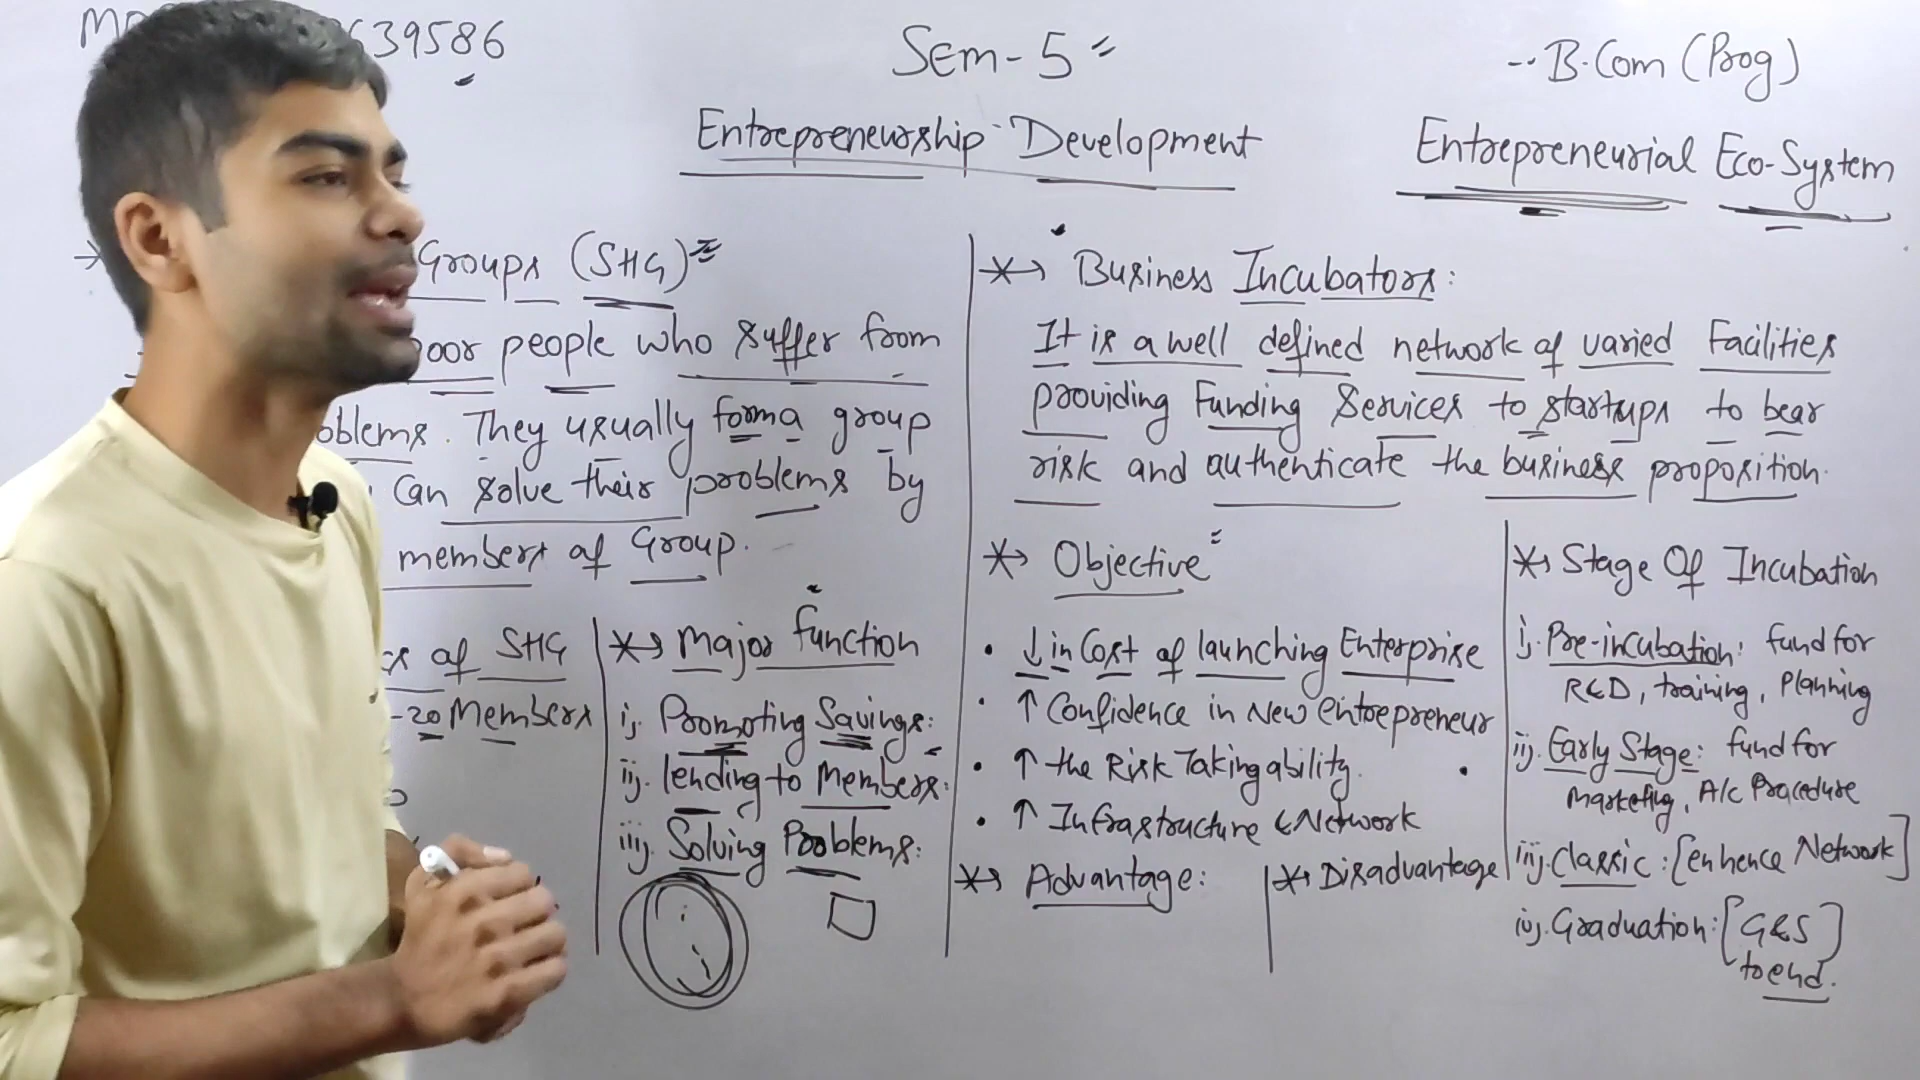 639586
Sem-5
B.Com (Prog)
Entrepreneurship Development
Entrepreneurial Eco-System
Groups (SHG)
poor people who suffer from
oblems. They usually form a group
can solve their problems by
members of Group.
of SHG
-20 Members
*→ Major function
i, Promoting Savings:
ii,. lending to Members:
iii,. Solving Problems:
*→ Business Incubators:
It is a well defined network of varied Facilities
providing Funding Services to startups to bear
risk and authenticate the business proposition.
*→ Objective
• ↓ in Cost of launching Enterprise
• ↑ Confidence in New entrepreneur
• ↑ the Risk Taking ability.
• ↑ Infrastructure & Network
*→ Advantage:
*→ Disadvantage
*→ Stage Of Incubation
i,. Pre-incubation: fund for
R&D, training, Planning
ii,. Early Stage: fund for
Marketing, A/c Procedure
iii,. Classic: [enhence Network]
iv,. Graduation: [G&S
to end.]